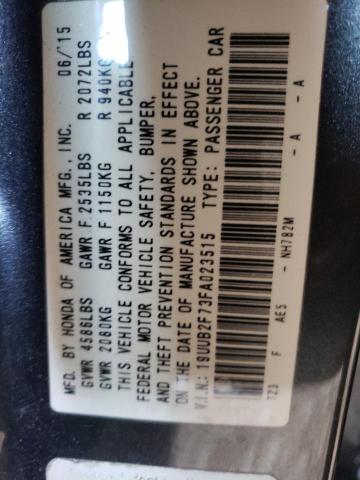 MFD. BY HONDA OF AMERICA MFG., INC. 06/'15
GVWR 4586LBS GAWR F 2535LBS R 2072LBS
GVWR 2080KG GAWR F 1150KG R 940KG
THIS VEHICLE CONFORMS TO ALL APPLICABLE
FEDERAL MOTOR VEHICLE SAFETY, BUMPER,
AND THEFT PREVENTION STANDARDS IN EFFECT
ON THE DATE OF MANUFACTURE SHOWN ABOVE.
V.I.N.: 19UUB2F73FA023515 TYPE: PASSENGER CAR
TZ3 F AE5 - NH782M - A - A